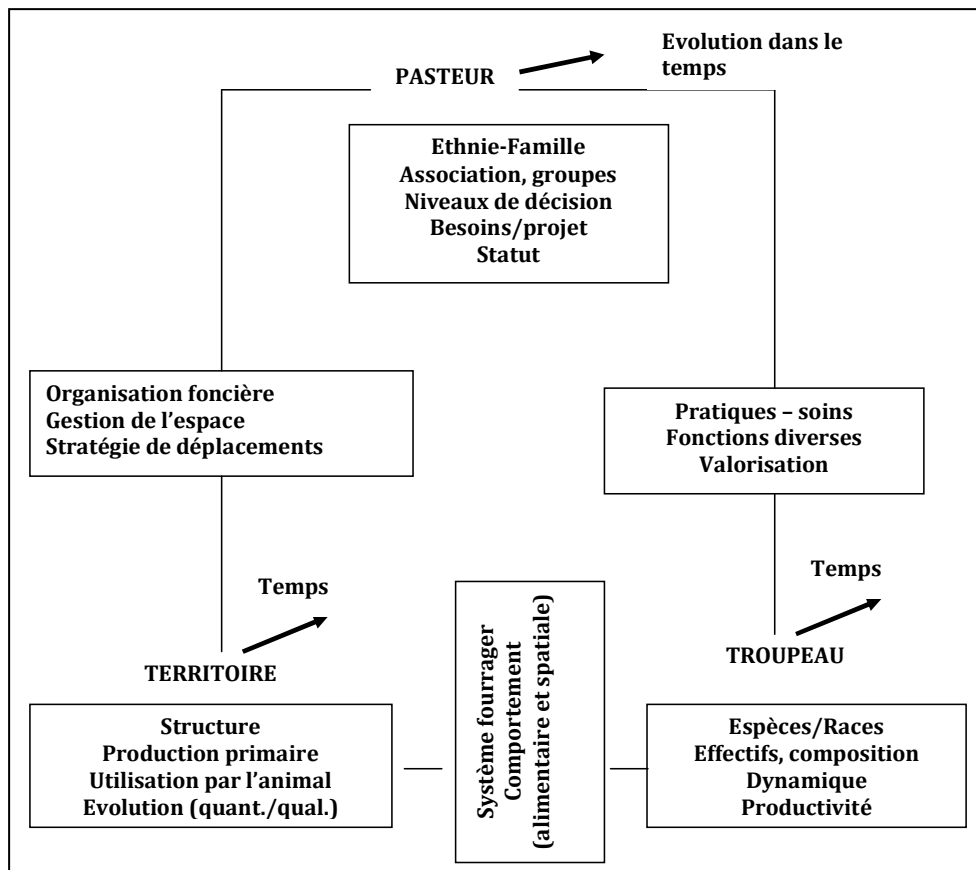 Evolution dans le
temps
PASTEUR
Ethnie-Famille
Association, groupes
Niveaux de décision
Besoins/projet
Statut
Organisation foncière
Gestion de l’espace
Stratégie de déplacements
Pratiques – soins
Fonctions diverses
Valorisation
Temps
TERRITOIRE
Structure
Production primaire
Utilisation par l’animal
Evolution (quant./qual.)
Système fourrager
Comportement
(alimentaire et spatiale)
Temps
TROUPEAU
Espèces/Races
Effectifs, composition
Dynamique
Productivité